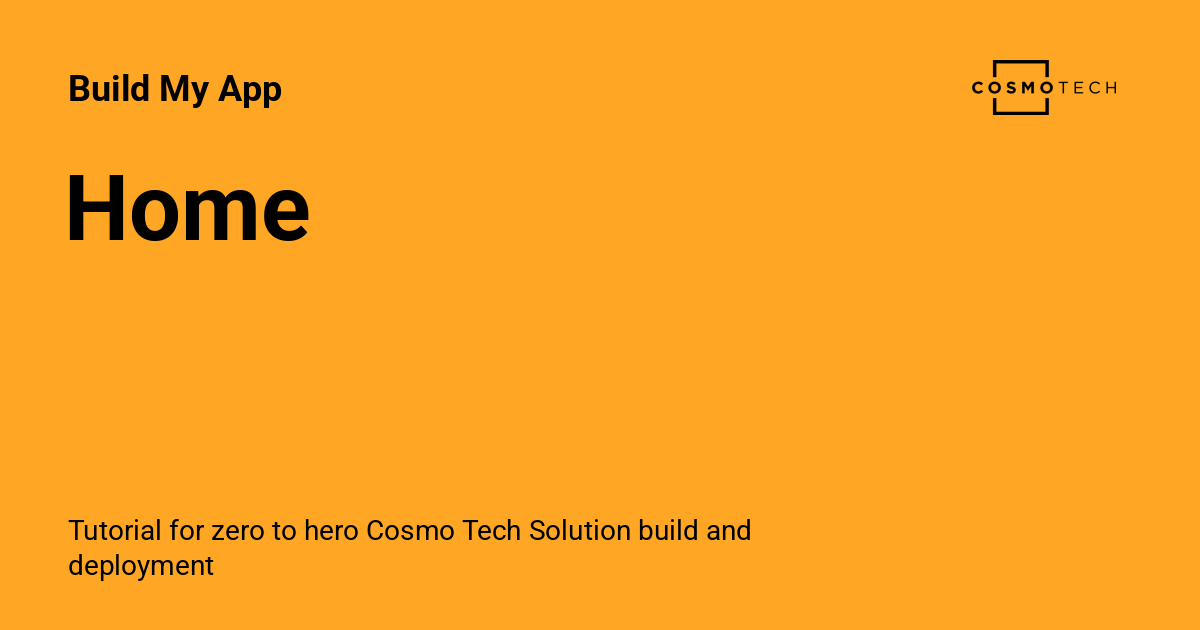 Build My App
COSMOTECH
Home
Tutorial for zero to hero Cosmo Tech Solution build and
deployment